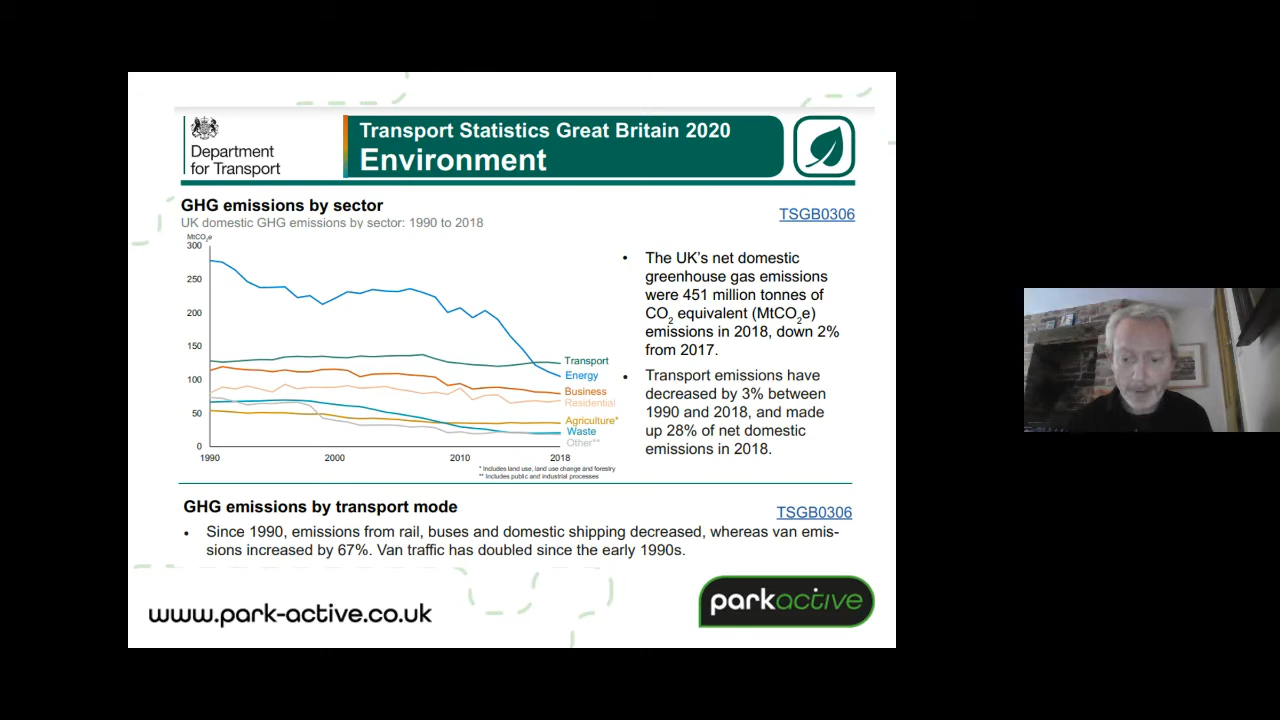 Department
for Transport
Transport Statistics Great Britain 2020
Environment
GHG emissions by sector
UK domestic GHG emissions by sector: 1990 to 2018
TSGB0306
MtCO2e
300
250
200
150
100
50
0
1990
2000
2010
2018
Transport
Energy
Business
Residential
Agriculture*
Waste
Other**
* Includes land use, land use change and forestry
** Includes public and industrial processes
• The UK's net domestic
greenhouse gas emissions
were 451 million tonnes of
CO2 equivalent (MtCO2e)
emissions in 2018, down 2%
from 2017.
• Transport emissions have
decreased by 3% between
1990 and 2018, and made
up 28% of net domestic
emissions in 2018.
GHG emissions by transport mode
TSGB0306
• Since 1990, emissions from rail, buses and domestic shipping decreased, whereas van emis-
sions increased by 67%. Van traffic has doubled since the early 1990s.
www.park-active.co.uk
parkactive